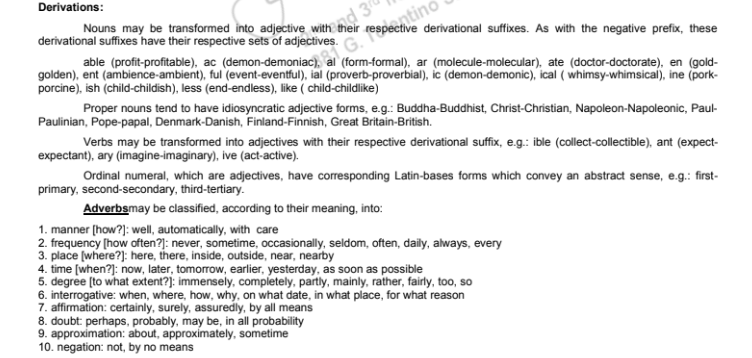 Derivations:
Nouns may be transformed into adjective with their respective derivational suffixes. As with the negative prefix, these
derivational suffixes have their respective sets of adjectives.
able (profit-profitable), ac (demon-demoniac), al (form-formal), ar (molecule-molecular), ate (doctor-doctorate), en (gold-
golden), ent (ambience-ambient), ful (event-eventful), ial (proverb-proverbial), ic (demon-demonic), ical ( whimsy-whimsical), ine (pork-
porcine), ish (child-childish), less (end-endless), like ( child-childlike)
Proper nouns tend to have idiosyncratic adjective forms, e.g.: Buddha-Buddhist, Christ-Christian, Napoleon-Napoleonic, Paul-
Paulinian, Pope-papal, Denmark-Danish, Finland-Finnish, Great Britain-British.
Verbs may be transformed into adjectives with their respective derivational suffix, e.g.: ible (collect-collectible), ant (expect-
expectant), ary (imagine-imaginary), ive (act-active).
Ordinal numeral, which are adjectives, have corresponding Latin-bases forms which convey an abstract sense, e.g.: first-
primary, second-secondary, third-tertiary.
Adverbsmay be classified, according to their meaning, into:
1. manner [how?]: well, automatically, with care
2. frequency [how often?]: never, sometime, occasionally, seldom, often, daily, always, every
3. place [where?]: here, there, inside, outside, near, nearby
4. time [when?]: now, later, tomorrow, earlier, yesterday, as soon as possible
5. degree [to what extent?]: immensely, completely, partly, mainly, rather, fairly, too, so
6. interrogative: when, where, how, why, on what date, in what place, for what reason
7. affirmation: certainly, surely, assuredly, by all means
8. doubt: perhaps, probably, may be, in all probability
9. approximation: about, approximately, sometime
10. negation: not, by no means